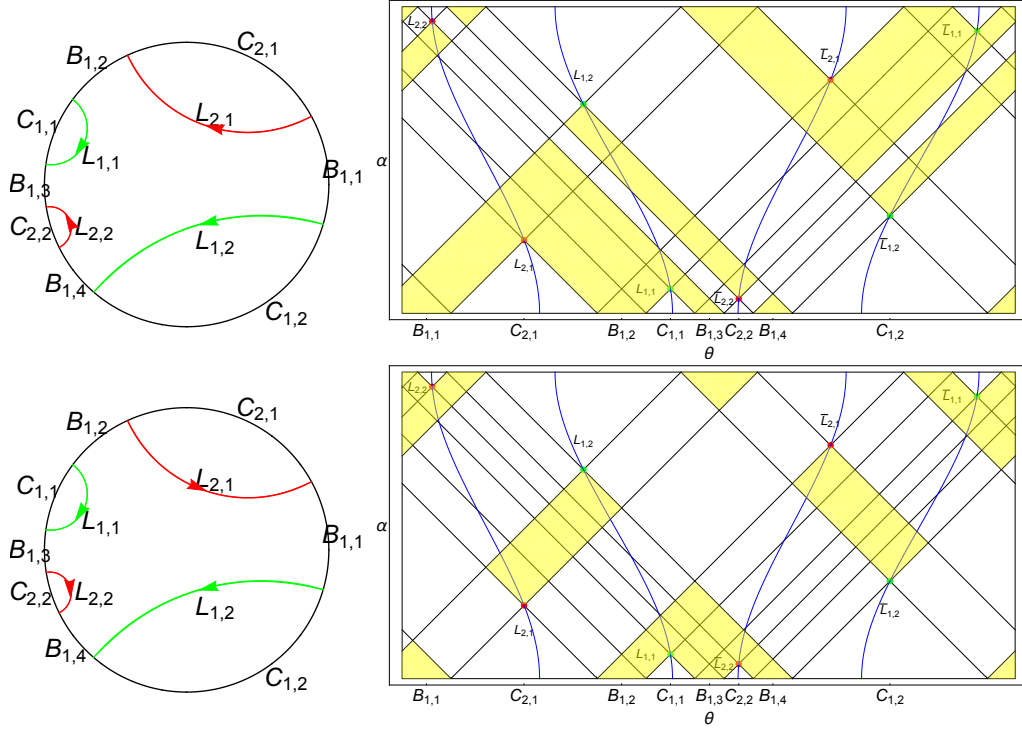 C2,1
B1,2
L2,1
C1,1
L1,1
B1,3
B1,1
C2,2
L2,2
L1,2
B1,4
C1,2
L2,2
L̄1,1
L1,2
L̄2,1
α
L̄1,2
L2,1
L1,1
L̄2,2
B1,1 C2,1 B1,2 C1,1 B1,3 C2,2 B1,4 C1,2
θ
C2,1
B1,2
L2,1
C1,1
L1,1
B1,3
B1,1
C2,2
L2,2
L1,2
B1,4
C1,2
L2,2
L̄1,1
L1,2
L̄2,1
α
L̄1,2
L2,1
L1,1
L̄2,2
B1,1 C2,1 B1,2 C1,1 B1,3 C2,2 B1,4 C1,2
θ